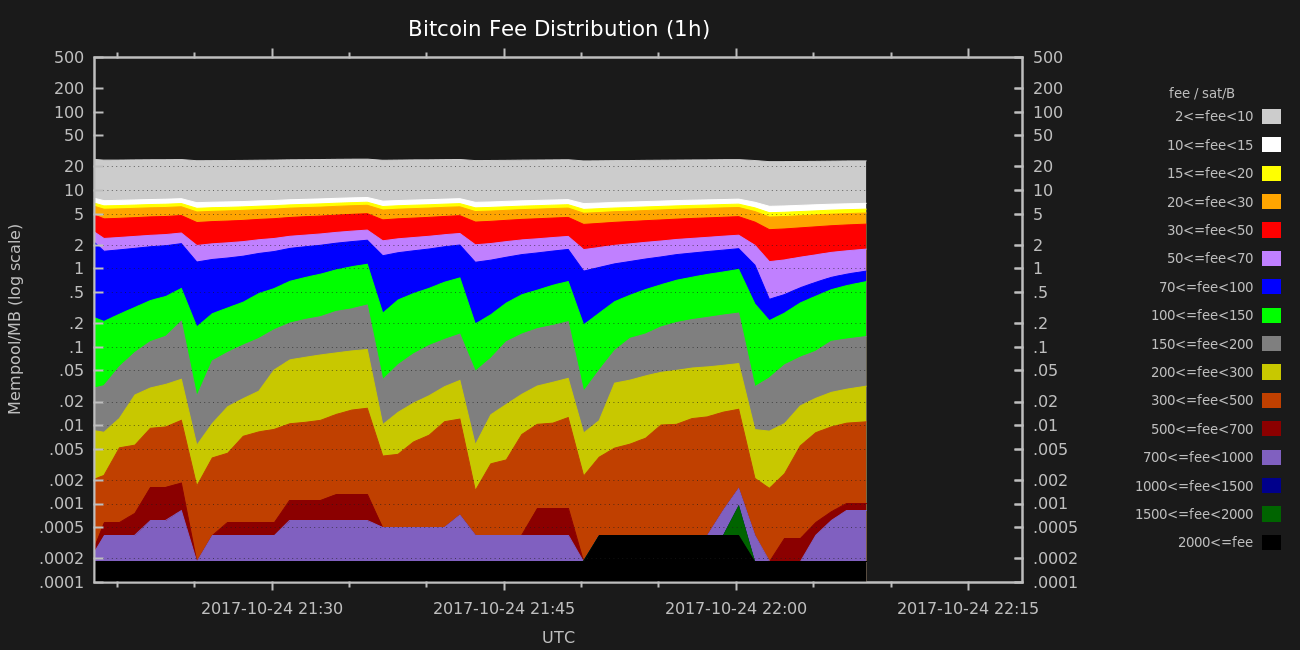 Bitcoin Fee Distribution (1h)
Mempool/MB (log scale)
500
200
100
50
20
10
5
2
1
.5
.2
.1
.05
.02
.01
.005
.002
.001
.0005
.0002
.0001
500
200
100
50
20
10
5
2
1
.5
.2
.1
.05
.02
.01
.005
.002
.001
.0005
.0002
.0001
2017-10-24 21:30
2017-10-24 21:45
2017-10-24 22:00
2017-10-24 22:15
UTC
fee / sat/B
2<=fee<10
10<=fee<15
15<=fee<20
20<=fee<30
30<=fee<50
50<=fee<70
70<=fee<100
100<=fee<150
150<=fee<200
200<=fee<300
300<=fee<500
500<=fee<700
700<=fee<1000
1000<=fee<1500
1500<=fee<2000
2000<=fee